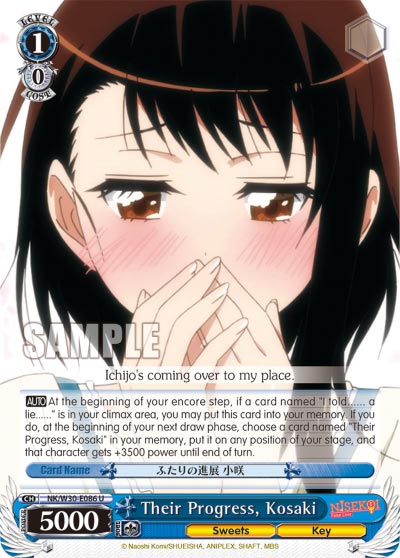 LEVEL
1
0
COST
SAMPLE
Ichijo's coming over to my place.
AUTO At the beginning of your encore step, if a card named "I told...... a
lie......" is in your climax area, you may put this card into your memory. If you
do, at the beginning of your next draw phase, choose a card named "Their
Progress, Kosaki" in your memory, put it on any position of your stage, and
that character gets +3500 power until end of turn.
Card Name
ふたりの進展 小咲
CH NK/W30-E086 U
Their Progress, Kosaki
NISEKOI
POWER
5000
Sweets
Key
© Naoshi Komi/SHUEISHA, ANIPLEX, SHAFT, MBS